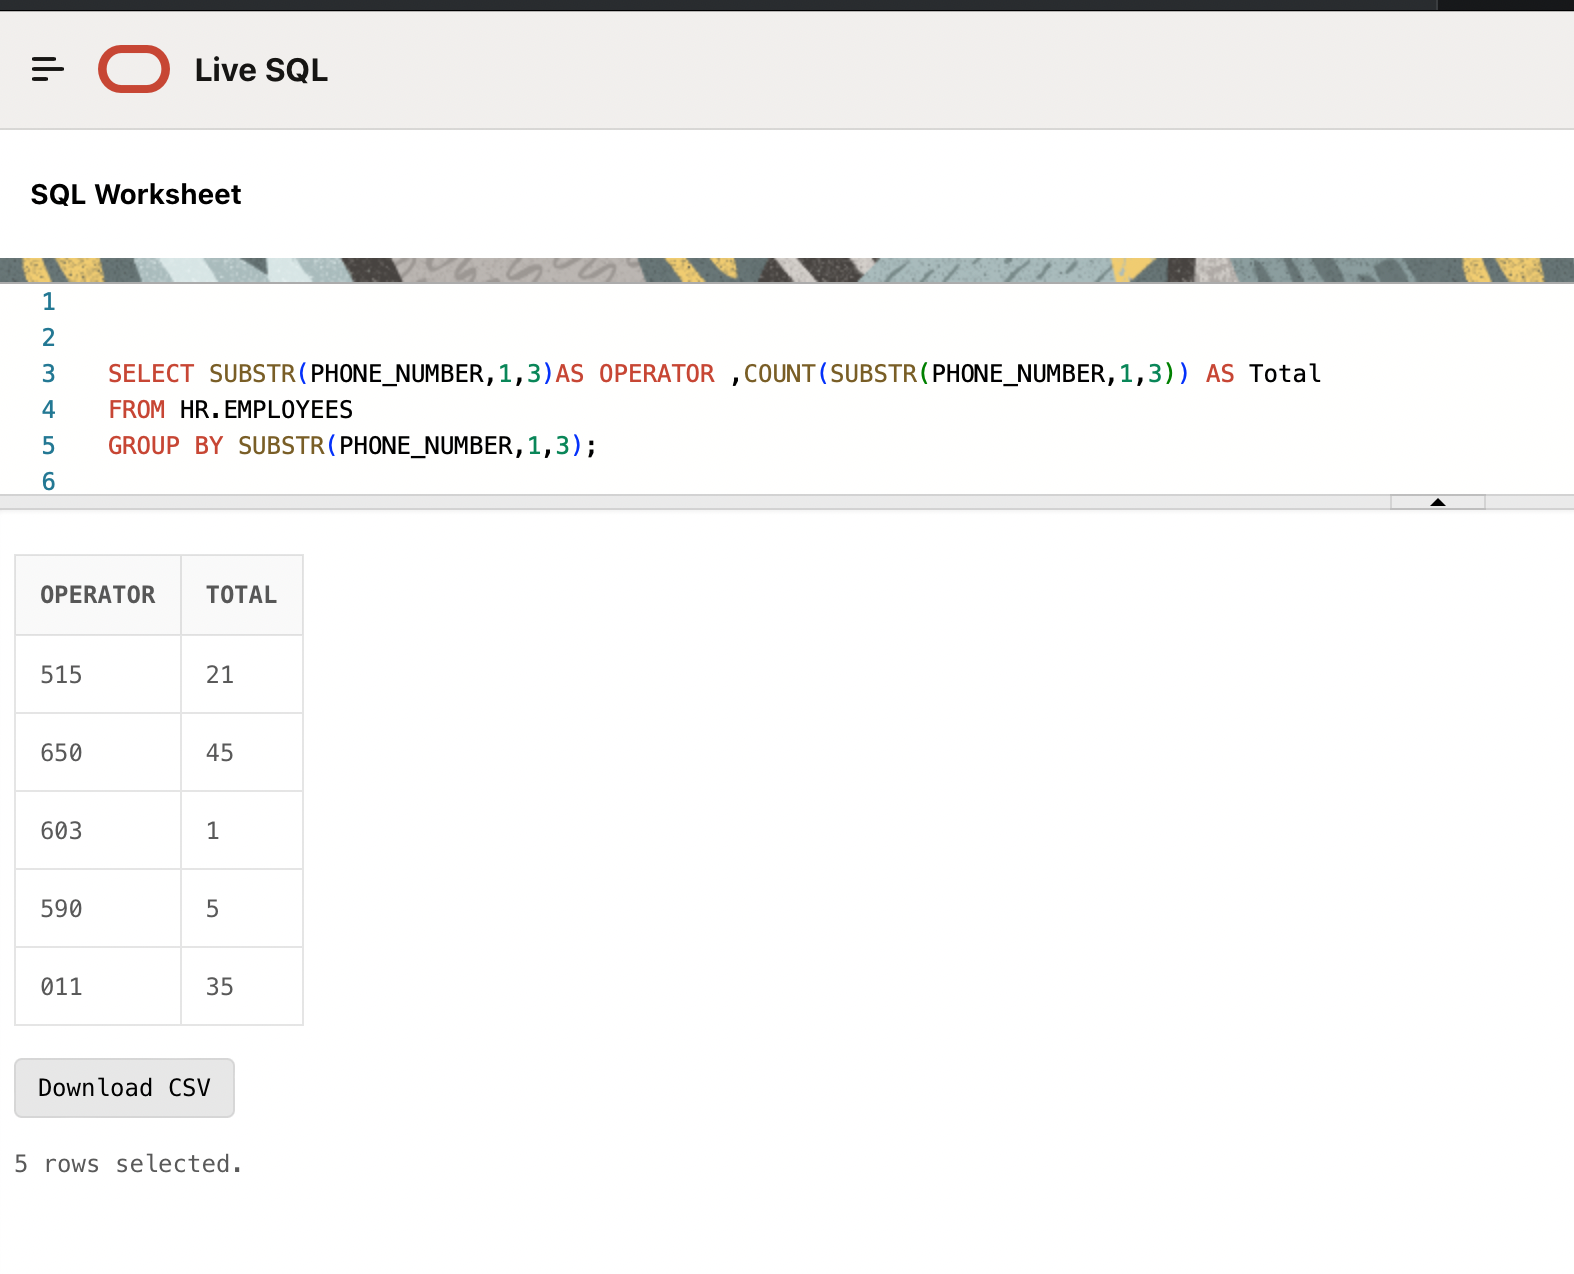 Live SQL
SQL Worksheet
1
2
3 SELECT SUBSTR(PHONE_NUMBER,1,3)AS OPERATOR ,COUNT(SUBSTR(PHONE_NUMBER,1,3)) AS Total
4 FROM HR.EMPLOYEES
5 GROUP BY SUBSTR(PHONE_NUMBER,1,3);
6
OPERATOR TOTAL
515 21
650 45
603 1
590 5
011 35
Download CSV
5 rows selected.